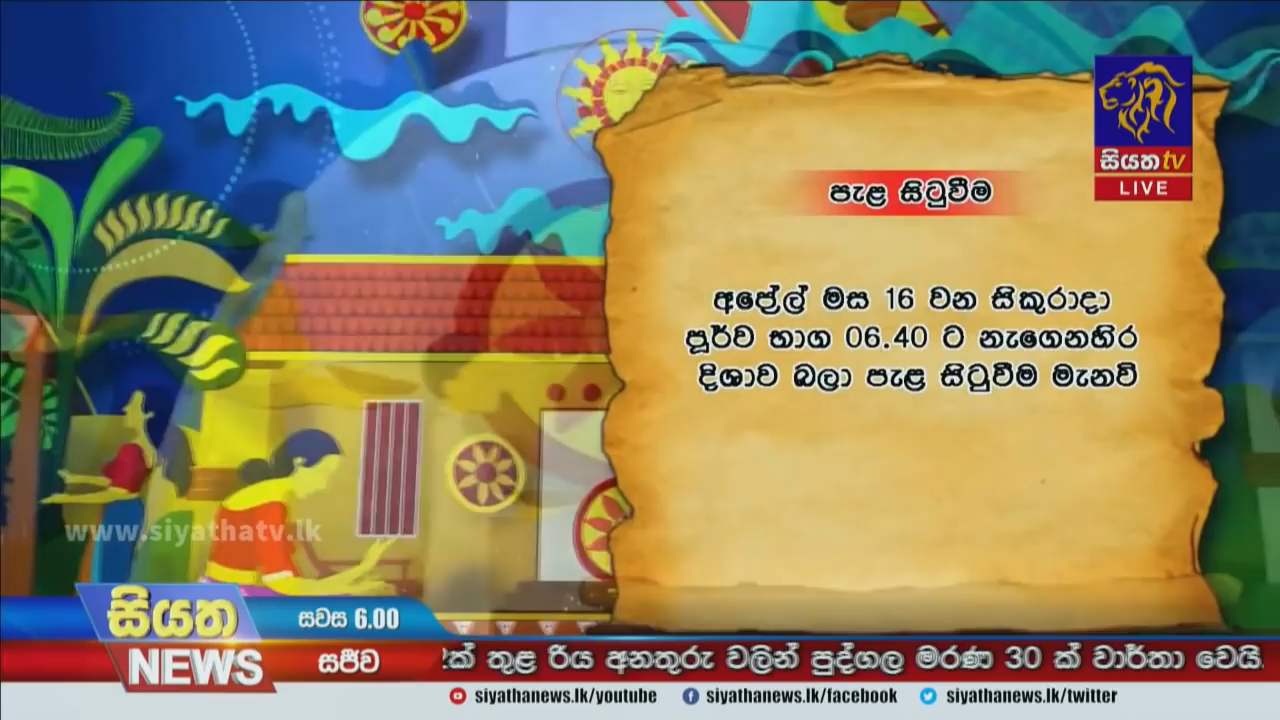 සියත tv
LIVE
පැළ සිටුවීම
අප්‍රේල් මස 16 වන සිකුරාදා
පූර්ව භාග 06.40 ට නැගෙනහිර
දිශාව බලා පැළ සිටුවීම මැනවි
www.siyathatv.lk
සියත
NEWS
සවස 6.00
සජීව
ක් තුළ රිය අනතුරු වලින් පුද්ගල මරණ 30 ක් වාර්තා වෙයි.
siyathanews.lk/youtube
siyathanews.lk/facebook
siyathanews.lk/twitter